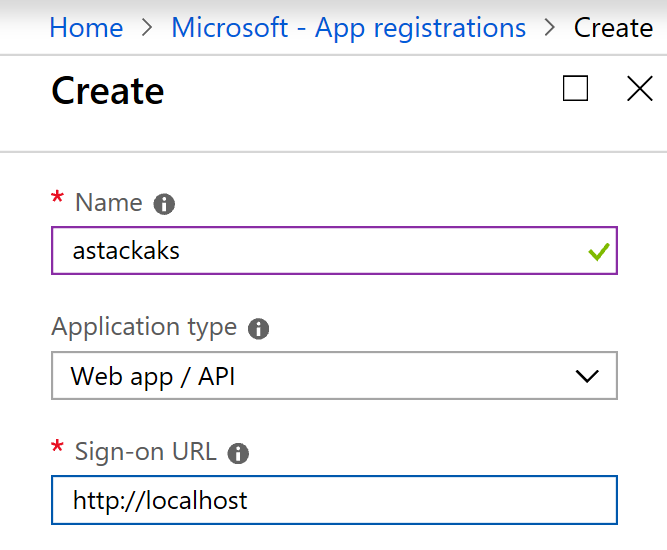 Home > Microsoft - App registrations > Create
Create
* Name
astackaks
Application type
Web app / API
* Sign-on URL
http://localhost